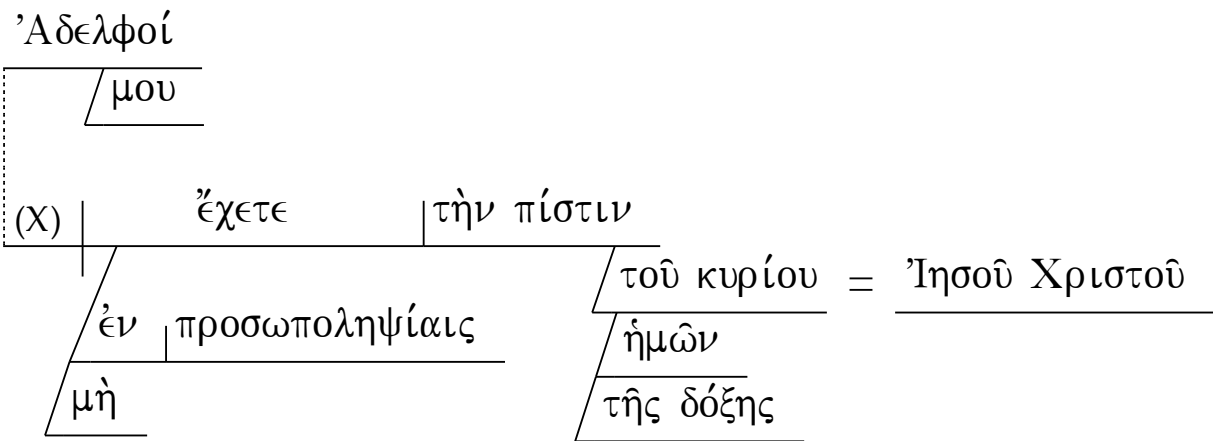 Ἀδελφοί
μου
(X) ἔχετε τὴν πίστιν
τοῦ κυρίου = Ἰησοῦ Χριστοῦ
ἐν προσωποληψίαις
ἡμῶν
μὴ
τῆς δόξης